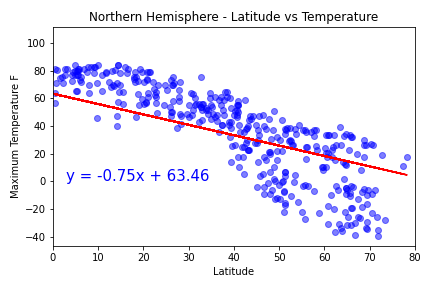 Northern Hemisphere - Latitude vs Temperature
Maximum Temperature F
100
80
60
40
20
0
−20
−40
y = -0.75x + 63.46
0 10 20 30 40 50 60 70 80
Latitude